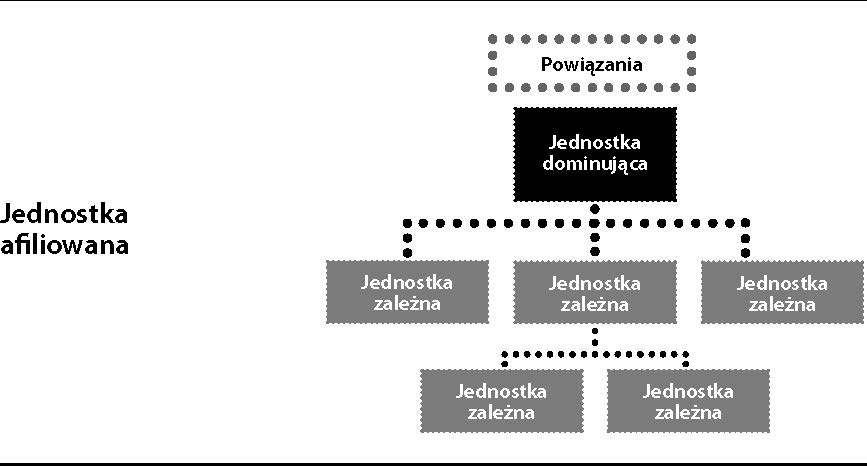 Powiązania
Jednostka
dominująca
Jednostka
afiliowana
Jednostka
zależna
Jednostka
zależna
Jednostka
zależna
Jednostka
zależna
Jednostka
zależna